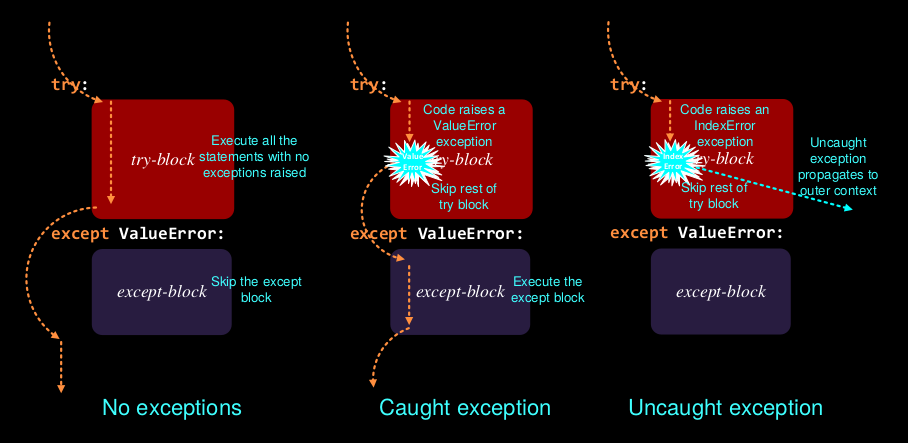 try:
Execute all the
statements with no
exceptions raised
try-block
except ValueError:
Skip the except
block
except-block
No exceptions
try:
Code raises a
ValueError
exception
Value
Error
try-block
Skip rest of
try block
except ValueError:
Execute the
except block
except-block
Caught exception
try:
Code raises an
IndexError
exception
Index
Error
try-block
Skip rest of
try block
Uncaught
exception
propagates to
outer context
except ValueError:
except-block
Uncaught exception